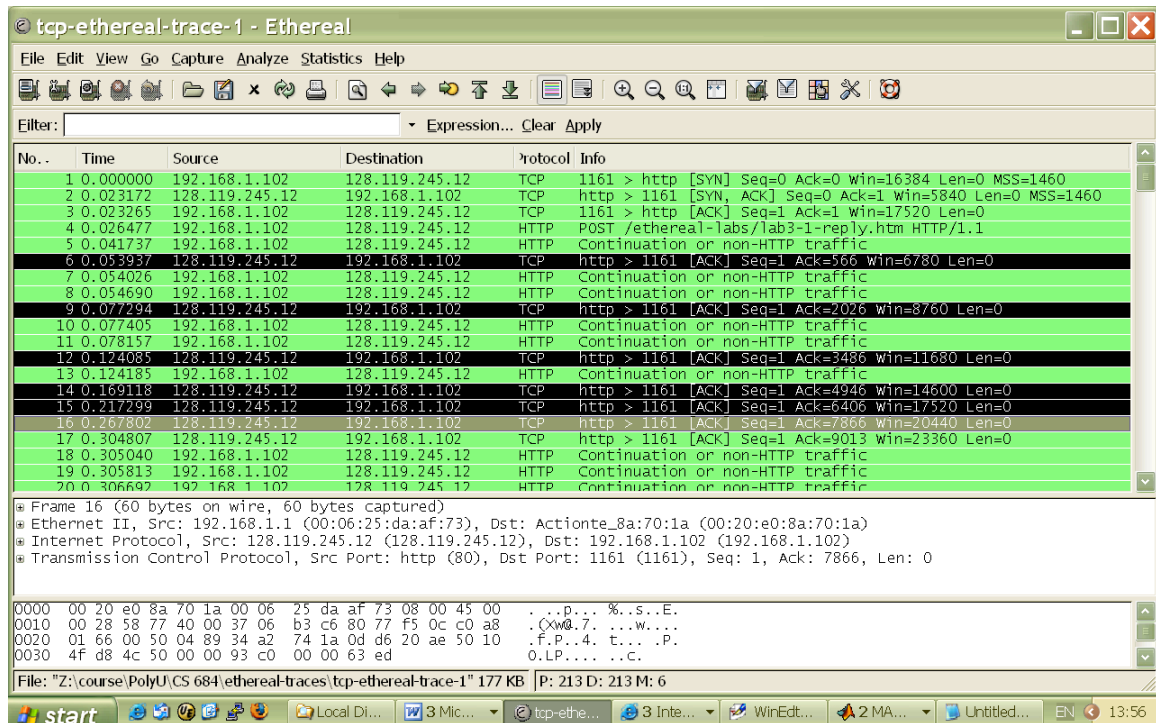 tcp-ethereal-trace-1 - Ethereal
File Edit View Go Capture Analyze Statistics Help
Filter: Expression... Clear Apply
No. . Time Source Destination Protocol Info
1 0.000000 192.168.1.102 128.119.245.12 TCP 1161 > http [SYN] Seq=0 Ack=0 Win=16384 Len=0 MSS=1460
2 0.023172 128.119.245.12 192.168.1.102 TCP http > 1161 [SYN, ACK] Seq=0 Ack=1 Win=5840 Len=0 MSS=1460
3 0.023265 192.168.1.102 128.119.245.12 TCP 1161 > http [ACK] Seq=1 Ack=1 Win=17520 Len=0
4 0.026477 192.168.1.102 128.119.245.12 HTTP POST /ethereal-labs/lab3-1-reply.htm HTTP/1.1
5 0.041737 192.168.1.102 128.119.245.12 HTTP Continuation or non-HTTP traffic
6 0.053937 128.119.245.12 192.168.1.102 TCP http > 1161 [ACK] Seq=1 Ack=566 Win=6780 Len=0
7 0.054026 192.168.1.102 128.119.245.12 HTTP Continuation or non-HTTP traffic
8 0.054690 192.168.1.102 128.119.245.12 HTTP Continuation or non-HTTP traffic
9 0.077294 128.119.245.12 192.168.1.102 TCP http > 1161 [ACK] Seq=1 Ack=2026 Win=8760 Len=0
10 0.077405 192.168.1.102 128.119.245.12 HTTP Continuation or non-HTTP traffic
11 0.078157 192.168.1.102 128.119.245.12 HTTP Continuation or non-HTTP traffic
12 0.124085 128.119.245.12 192.168.1.102 TCP http > 1161 [ACK] Seq=1 Ack=3486 Win=11680 Len=0
13 0.124185 192.168.1.102 128.119.245.12 HTTP Continuation or non-HTTP traffic
14 0.169118 128.119.245.12 192.168.1.102 TCP http > 1161 [ACK] Seq=1 Ack=4946 Win=14600 Len=0
15 0.217299 128.119.245.12 192.168.1.102 TCP http > 1161 [ACK] Seq=1 Ack=6406 Win=17520 Len=0
16 0.267802 128.119.245.12 192.168.1.102 TCP http > 1161 [ACK] Seq=1 Ack=7866 Win=20440 Len=0
17 0.304807 128.119.245.12 192.168.1.102 TCP http > 1161 [ACK] Seq=1 Ack=9013 Win=23360 Len=0
18 0.305040 192.168.1.102 128.119.245.12 HTTP Continuation or non-HTTP traffic
19 0.305813 192.168.1.102 128.119.245.12 HTTP Continuation or non-HTTP traffic
20 0.306692 192.168.1.102 128.119.245.12 HTTP Continuation or non-HTTP traffic
Frame 16 (60 bytes on wire, 60 bytes captured)
Ethernet II, Src: 192.168.1.1 (00:06:25:da:af:73), Dst: Actionte_8a:70:1a (00:20:e0:8a:70:1a)
Internet Protocol, Src: 128.119.245.12 (128.119.245.12), Dst: 192.168.1.102 (192.168.1.102)
Transmission Control Protocol, Src Port: http (80), Dst Port: 1161 (1161), Seq: 1, Ack: 7866, Len: 0
0000 00 20 e0 8a 70 1a 00 06 25 da af 73 08 00 45 00 . ..p... %..s..E.
0010 00 28 58 77 40 00 37 06 b3 c6 80 77 f5 0c c0 a8 .(Xw@.7. ...w....
0020 01 66 00 50 04 89 34 a2 74 1a 0d d6 20 ae 50 10 .f.P..4. t... .P.
0030 4f d8 4c 50 00 00 93 c0 00 00 63 ed O.LP.... ..c.
File: "Z:\course\PolyU\CS 684\ethereal-traces\tcp-ethereal-trace-1" 177 KB P: 213 D: 213 M: 6
start Local Di... 3 Mic... tcp-ethe... 3 Inte... WinEdt... 2 MA... Untitled... EN 13:56